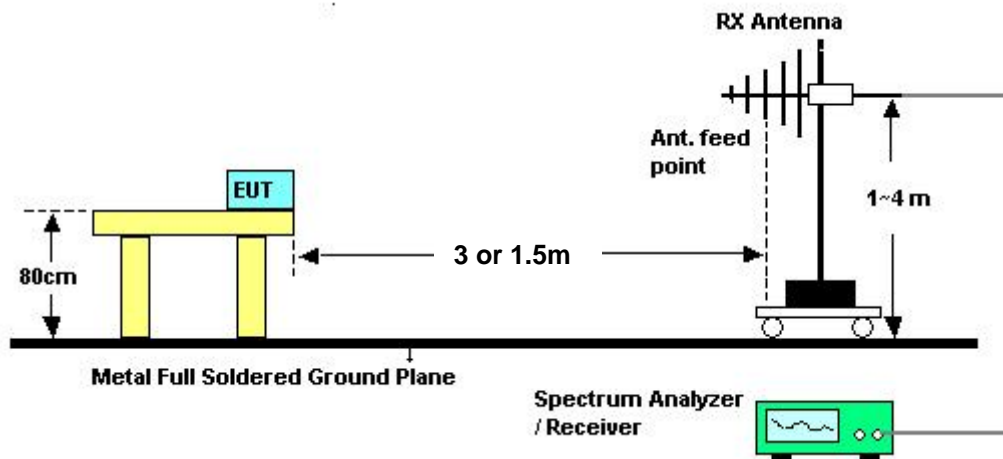 RX Antenna
Ant. feed
point
EUT
1~4 m
3 or 1.5m
80cm
Metal Full Soldered Ground Plane
Spectrum Analyzer
/ Receiver